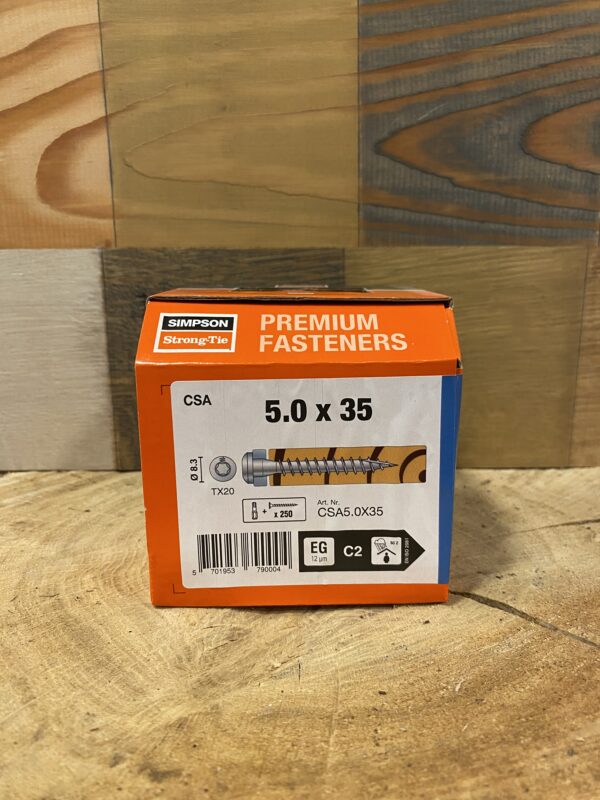 SIMPSON
Strong-Tie
PREMIUM
FASTENERS
CSA
5.0 x 35
Ø 8.3
TX20
+ x 250
Art. Nr.
CSA5.0X35
5 701953 790004
EG
12 µm
C2